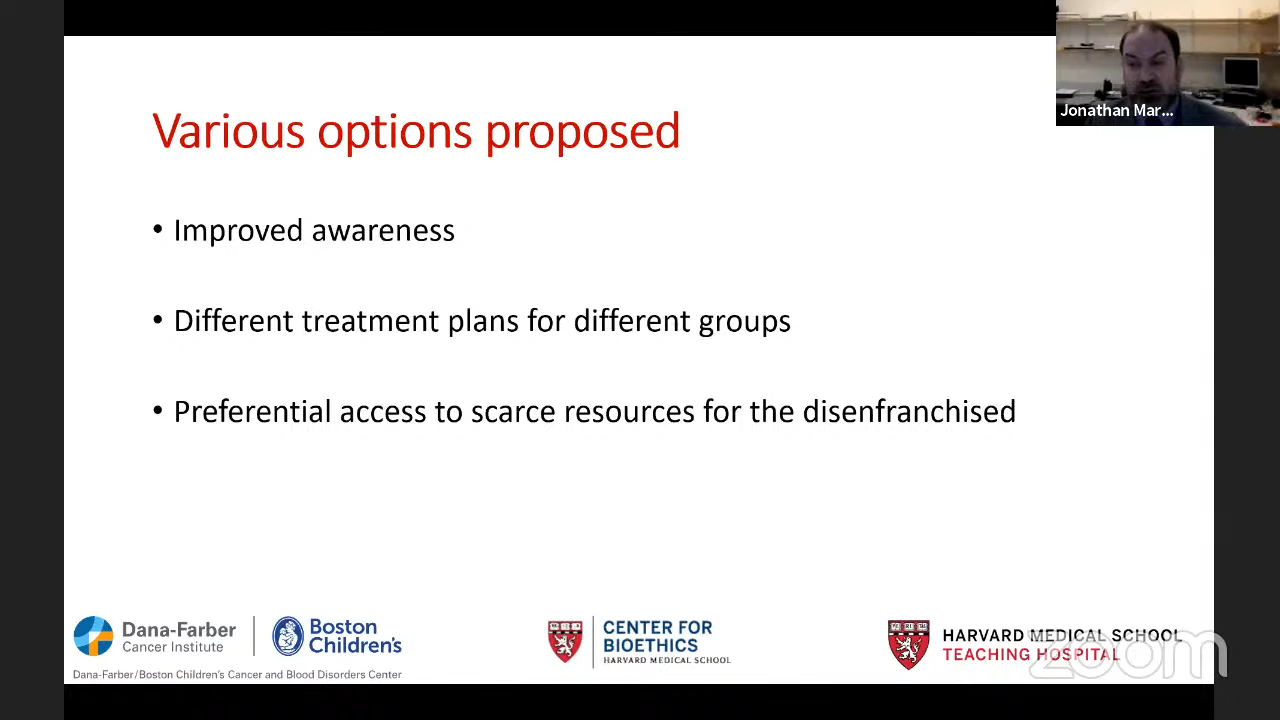 Jonathan Mar...
Various options proposed
• Improved awareness
• Different treatment plans for different groups
• Preferential access to scarce resources for the disenfranchised
Dana-Farber
Cancer Institute
Boston
Children's
Dana-Farber/Boston Children's Cancer and Blood Disorders Center
CENTER FOR
BIOETHICS
HARVARD MEDICAL SCHOOL
HARVARD MEDICAL SCHOOL
TEACHING HOSPITAL
zoom